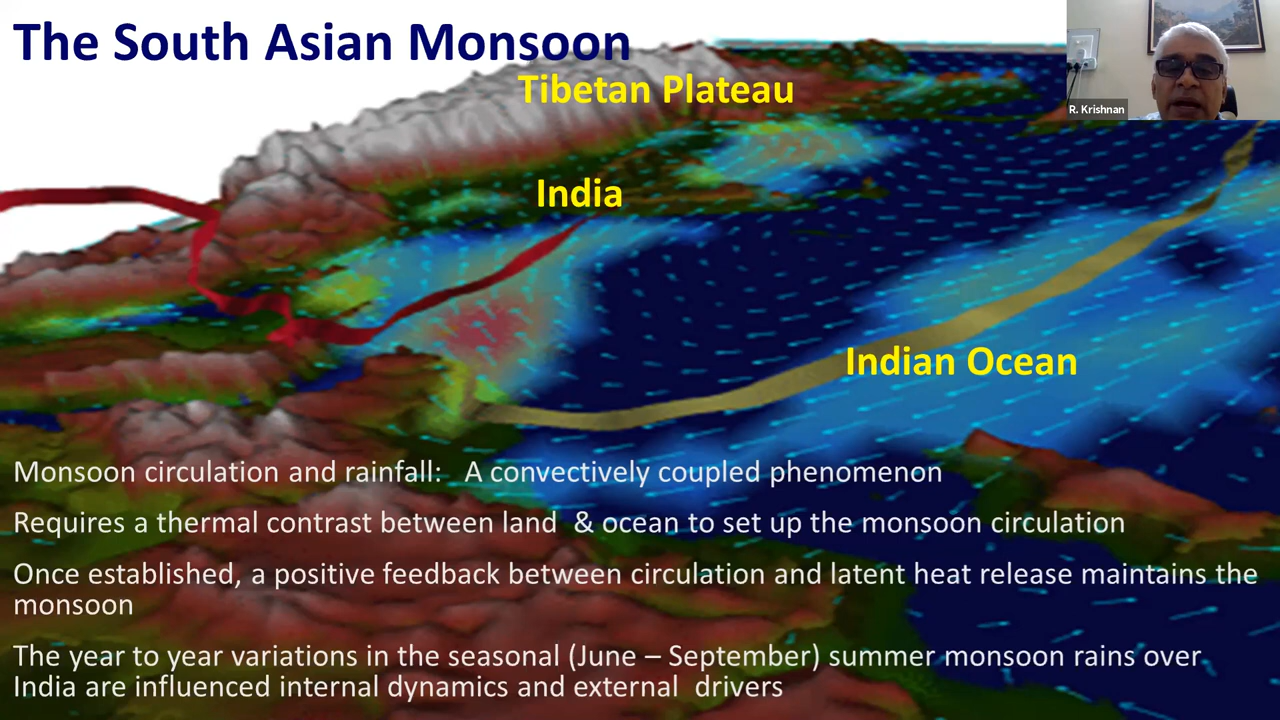 The South Asian Monsoon
Tibetan Plateau
R. Krishnan
India
Indian Ocean
Monsoon circulation and rainfall: A convectively coupled phenomenon
Requires a thermal contrast between land & ocean to set up the monsoon circulation
Once established, a positive feedback between circulation and latent heat release maintains the
monsoon
The year to year variations in the seasonal (June – September) summer monsoon rains over
India are influenced internal dynamics and external drivers